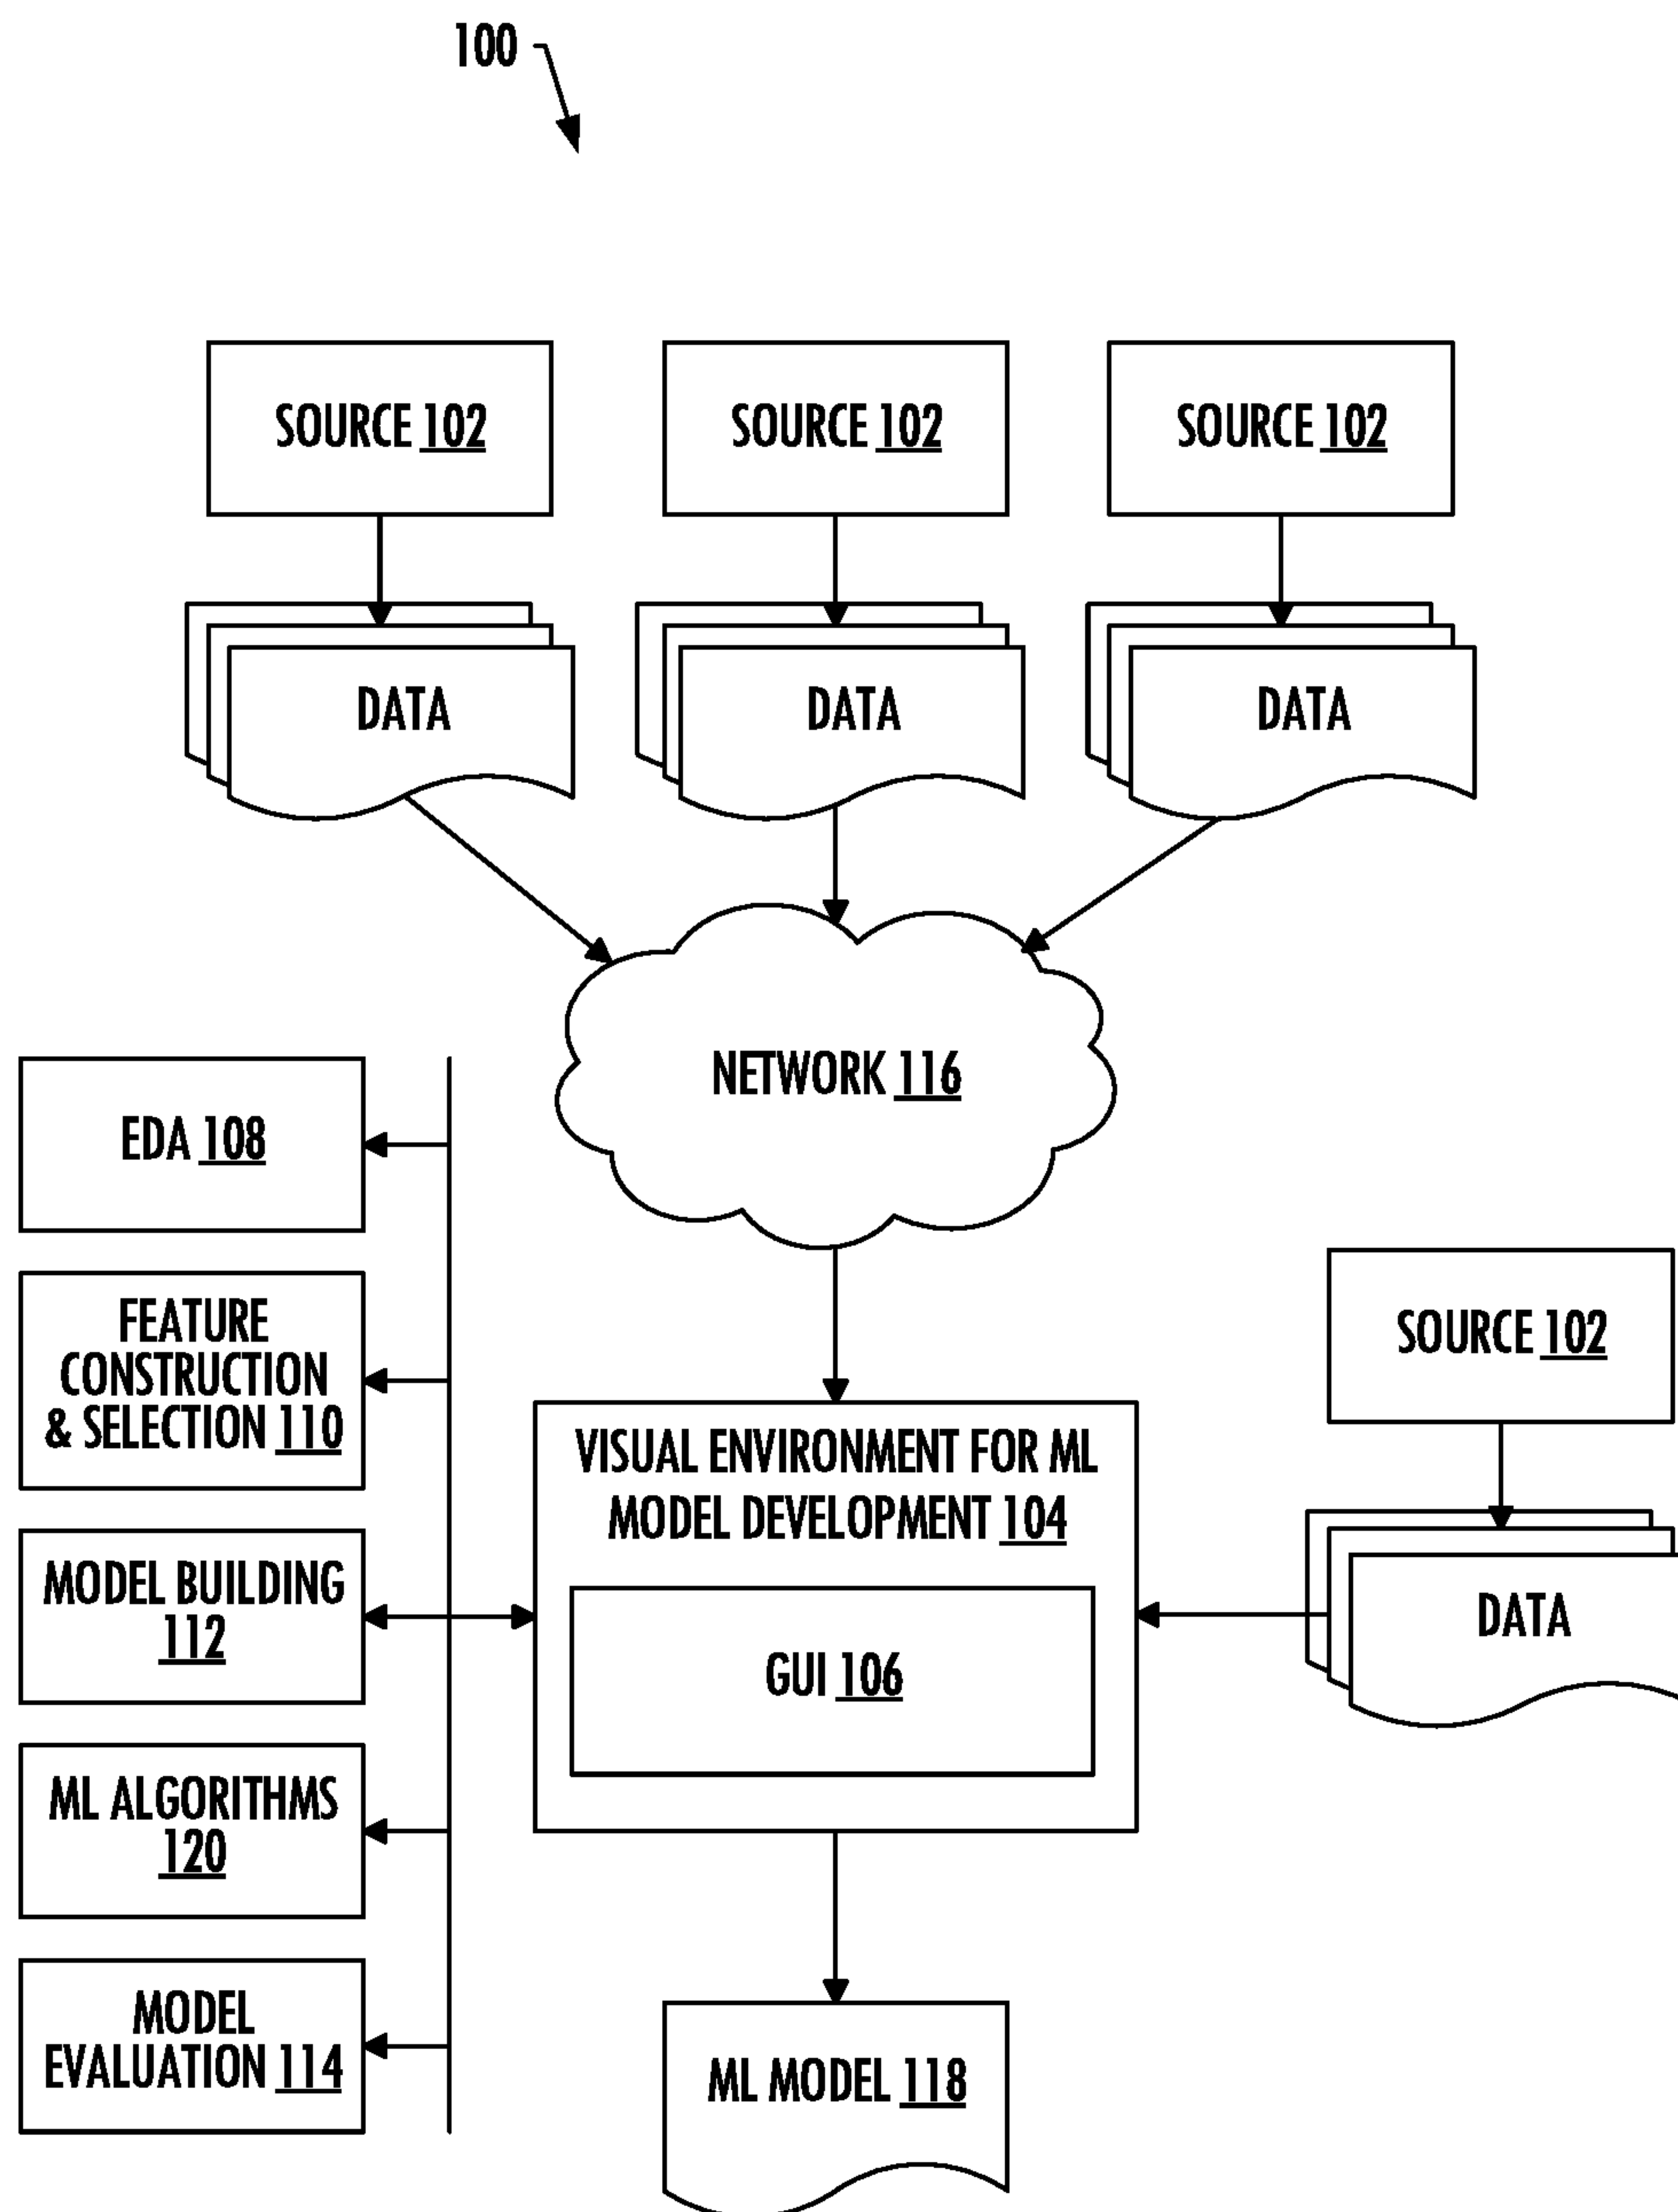 100
SOURCE 102
SOURCE 102
SOURCE 102
DATA
DATA
DATA
NETWORK 116
EDA 108
FEATURE
CONSTRUCTION
& SELECTION 110
MODEL BUILDING
112
ML ALGORITHMS
120
MODEL
EVALUATION 114
VISUAL ENVIRONMENT FOR ML
MODEL DEVELOPMENT 104
GUI 106
SOURCE 102
DATA
ML MODEL 118